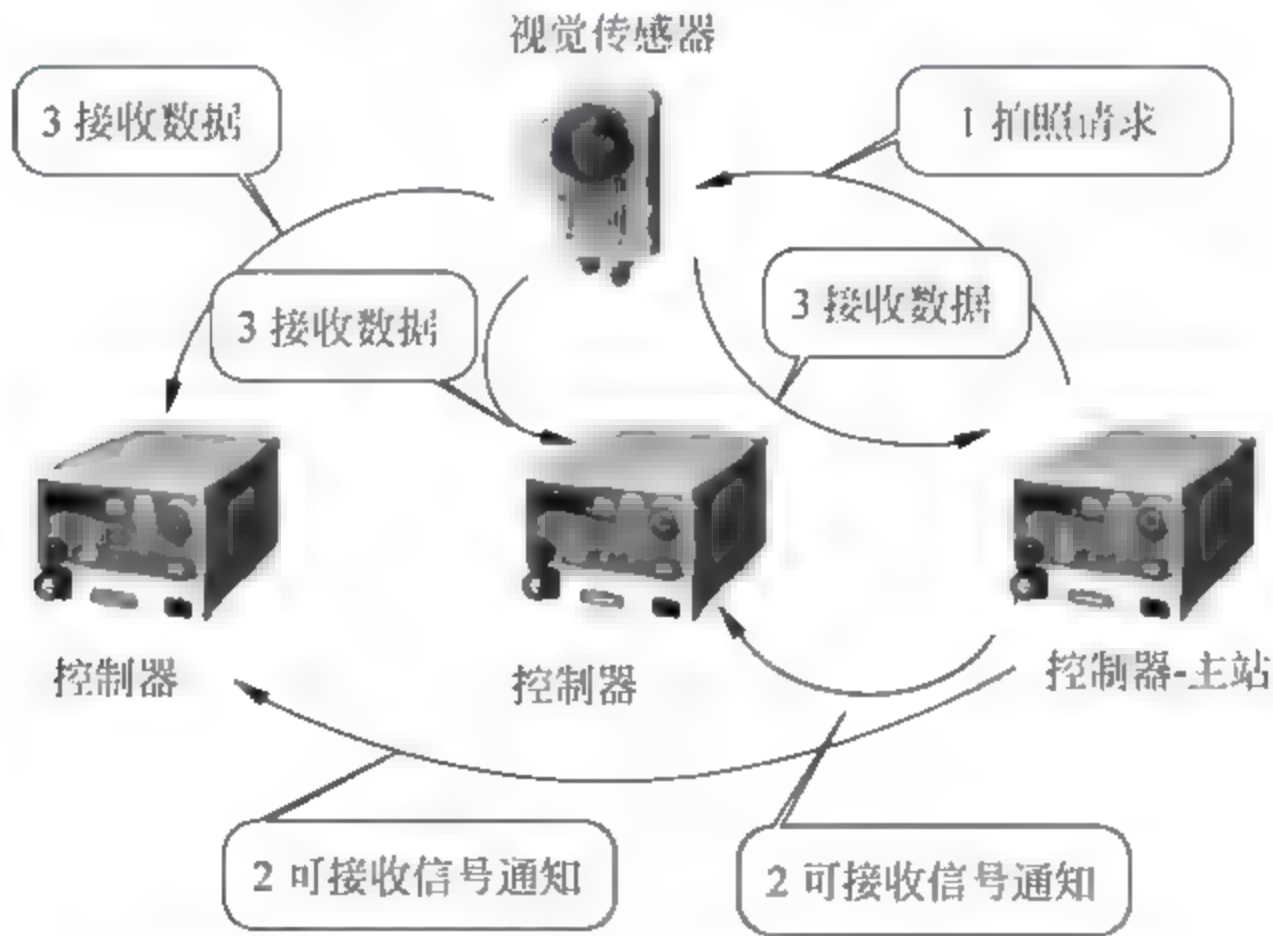 视觉传感器
3 接收数据
1 拍照请求
3 接收数据
3 接收数据
控制器
控制器
控制器-主站
2 可接收信号通知
2 可接收信号通知